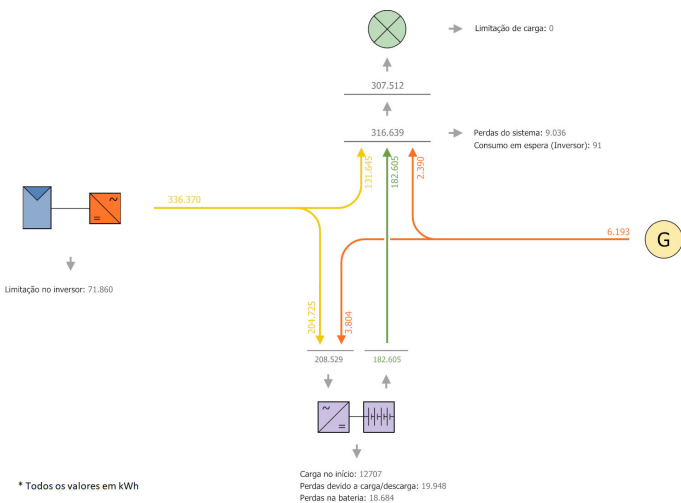 Limitação de carga: 0
307.512
316.639
Perdas do sistema: 9.036
Consumo em espera (Inversor): 91
131.645
182.605
2.390
336.370
~
=
6.193
G
Limitação no inversor: 71.860
204.725
3.804
208.529
182.605
~
=
Carga no início: 12707
Perdas devido a carga/descarga: 19.948
Perdas na bateria: 18.684
* Todos os valores em kWh